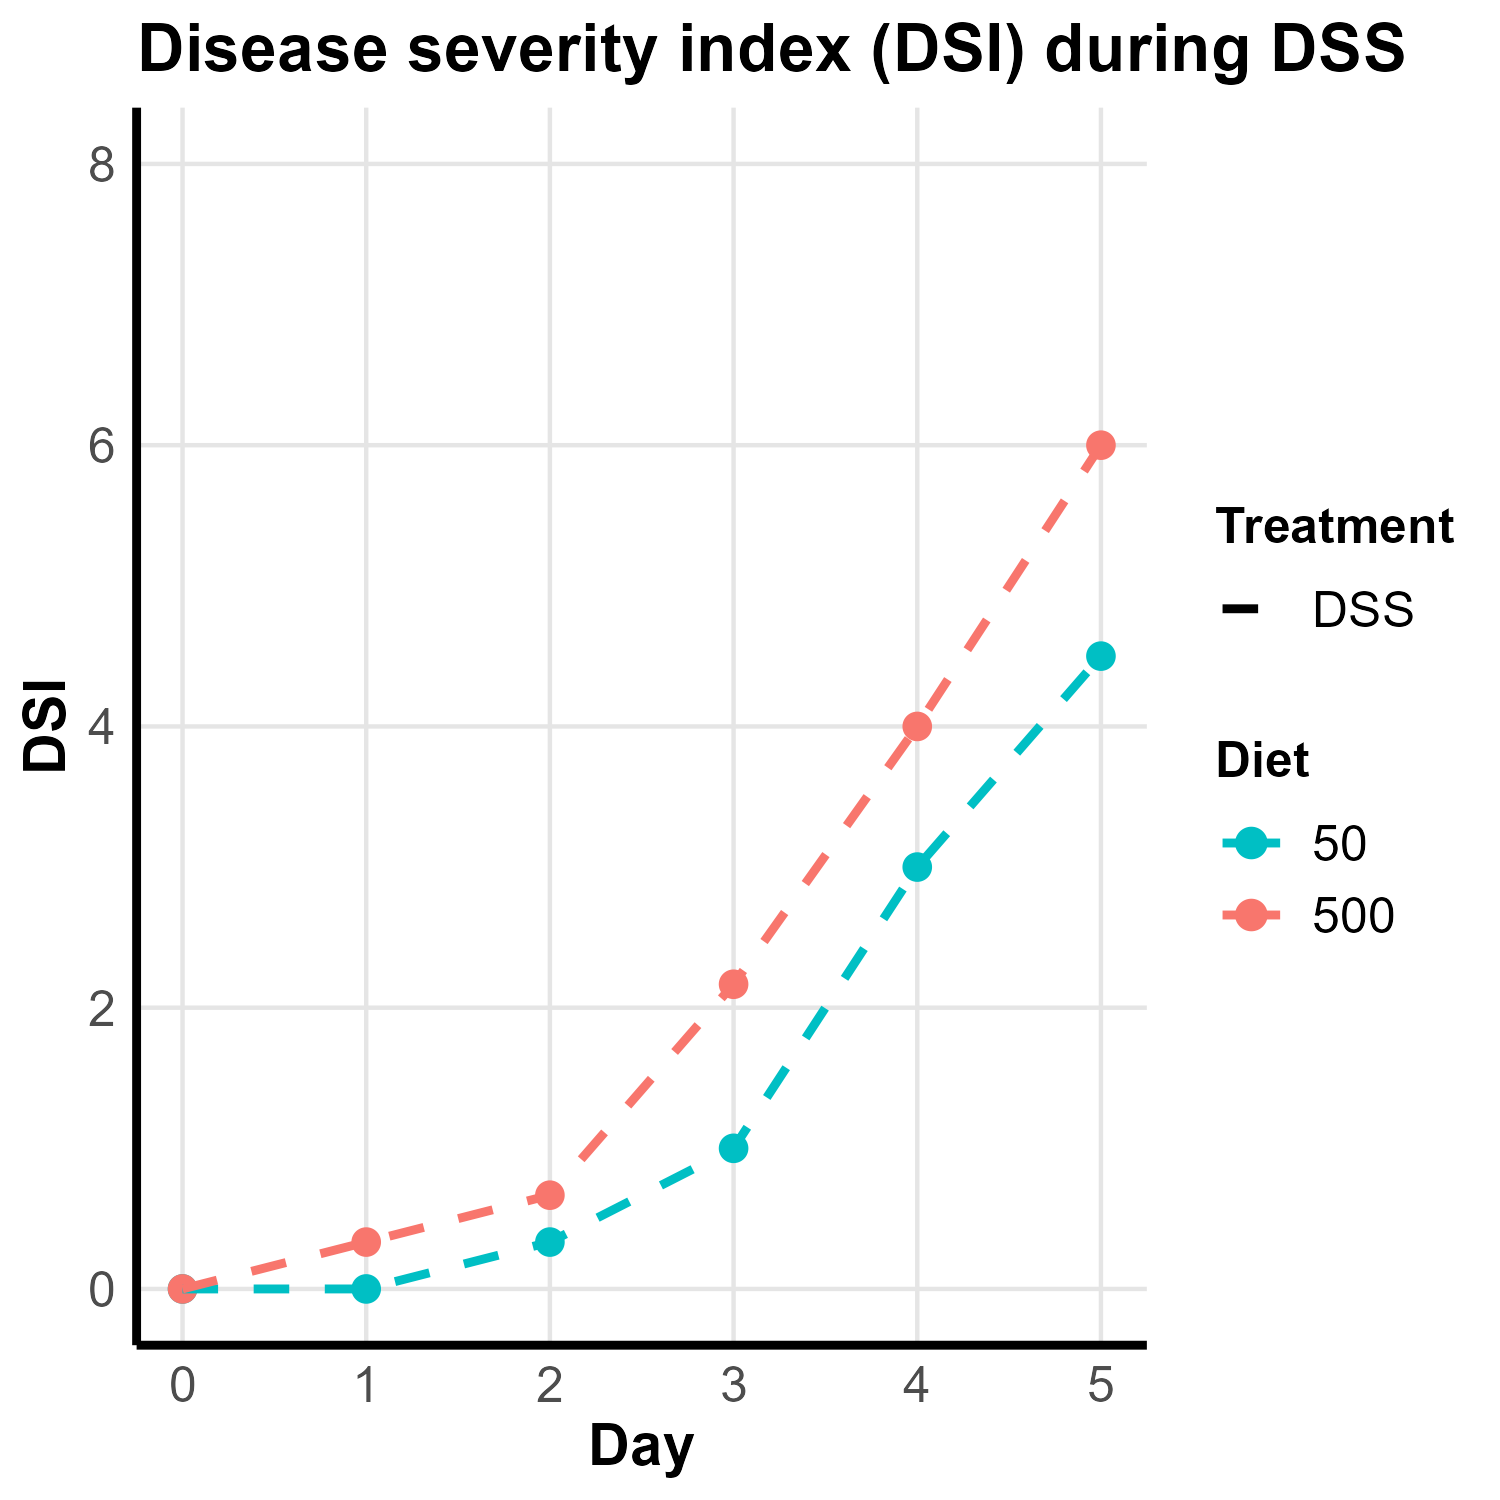 Disease severity index (DSI) during DSS
8
6
4
2
0
DSI
0 1 2 3 4 5
Day
Treatment
DSS
Diet
50
500